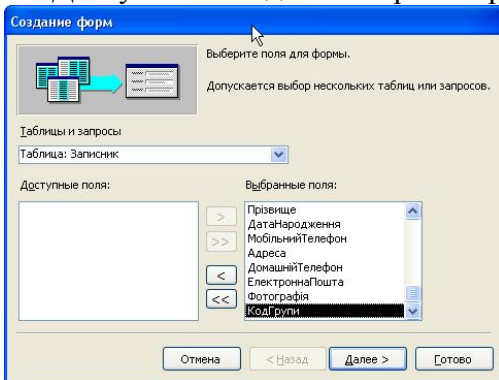 Создание форм
Выберите поля для формы.
Допускается выбор нескольких таблиц или запросов.
Таблицы и запросы
Таблица: Записник
Доступные поля:
Выбранные поля:
Прізвище
ДатаНародження
МобільнийТелефон
Адреса
ДомашнійТелефон
ЕлектроннаПошта
Фотографія
КодГрупи
>
>>
<
<<
Отмена
< Назад
Далее >
Готово